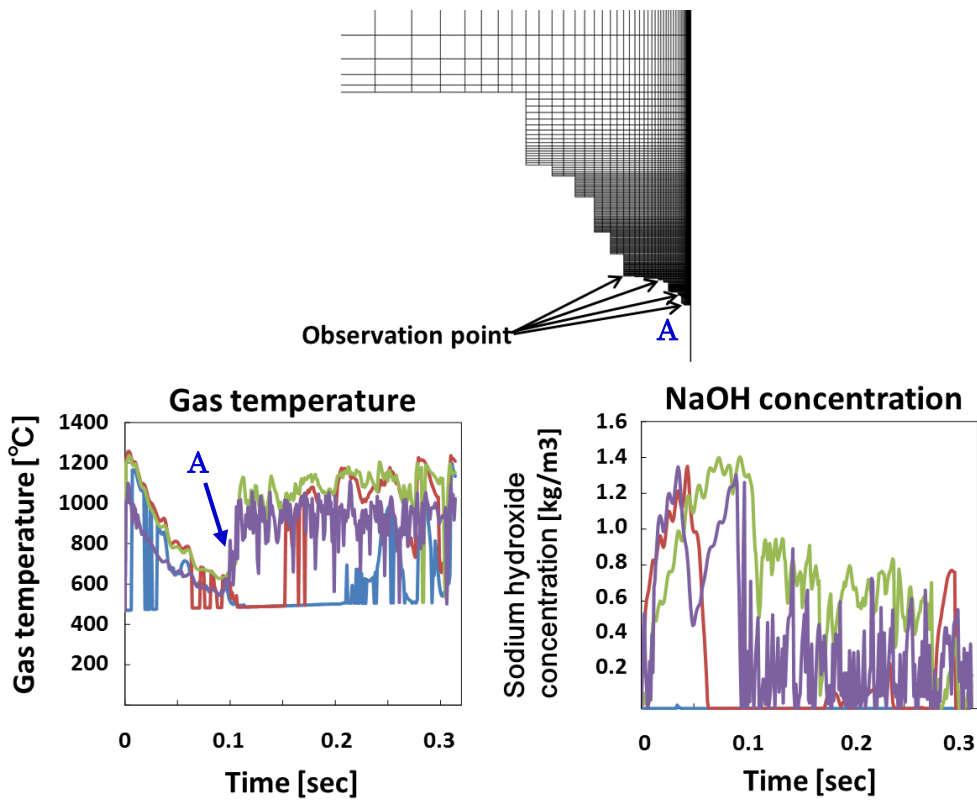 Observation point
A
Gas temperature
Gas temperature [℃]
1400
1200
1000
800
600
400
200
A
0
0.1
0.2
0.3
Time [sec]
NaOH concentration
Sodium hydroxide
concentration [kg/m3]
1.6
1.4
1.2
1.0
0.8
0.6
0.4
0.2
0
0.1
0.2
0.3
Time [sec]